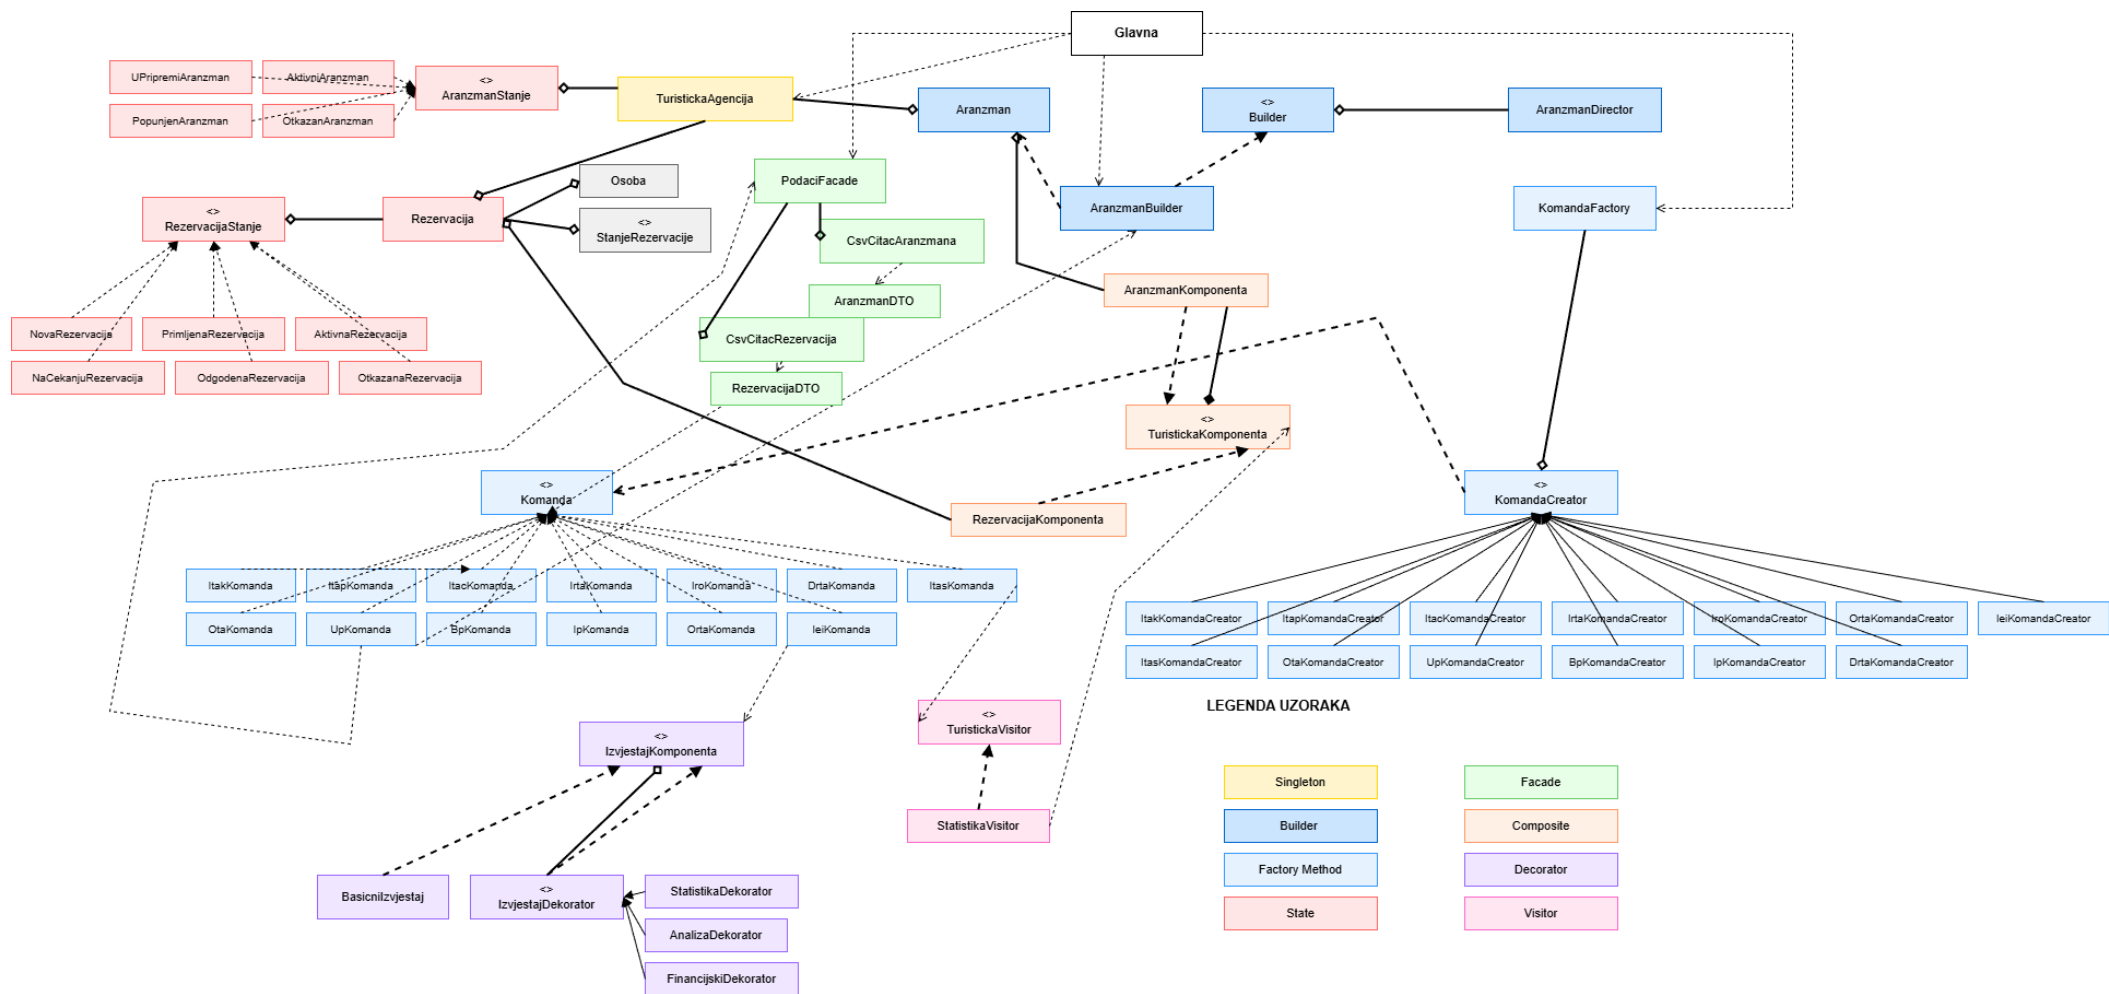 Glavna
UPripremiAranzman
AktivniAranzman
PopunjenAranzman
OtkazanAranzman
<>
AranzmanStanje
TuristickaAgencija
Aranzman
<>
Builder
AranzmanDirector
Osoba
<>
StanjeRezervacije
PodaciFacade
AranzmanBuilder
KomandaFactory
<>
RezervacijaStanje
Rezervacija
CsvCitacAranzmana
AranzmanDTO
AranzmanKomponenta
CsvCitacRezervacija
RezervacijaDTO
NovaRezervacija
PrimljenaRezervacija
AktivnaRezervacija
NaCekanjuRezervacija
OdgodenaRezervacija
OtkazanaRezervacija
<>
TuristickaKomponenta
<>
Komanda
RezervacijaKomponenta
<>
KomandaCreator
ItakKomanda
ItapKomanda
ItacKomanda
IrtaKomanda
IroKomanda
DrtaKomanda
ItasKomanda
OtaKomanda
UpKomanda
BpKomanda
IpKomanda
OrtaKomanda
IeiKomanda
ItakKomandaCreator
ItapKomandaCreator
ItacKomandaCreator
IrtaKomandaCreator
IroKomandaCreator
OrtaKomandaCreator
IeiKomandaCreator
ItasKomandaCreator
OtaKomandaCreator
UpKomandaCreator
BpKomandaCreator
IpKomandaCreator
DrtaKomandaCreator
<>
IzvjestajKomponenta
<>
TuristickaVisitor
StatistikaVisitor
BasicniIzvjestaj
<>
IzvjestajDekorator
StatistikaDekorator
AnalizaDekorator
FinancijskiDekorator
LEGENDA UZORAKA
Singleton
Facade
Builder
Composite
Factory Method
Decorator
State
Visitor